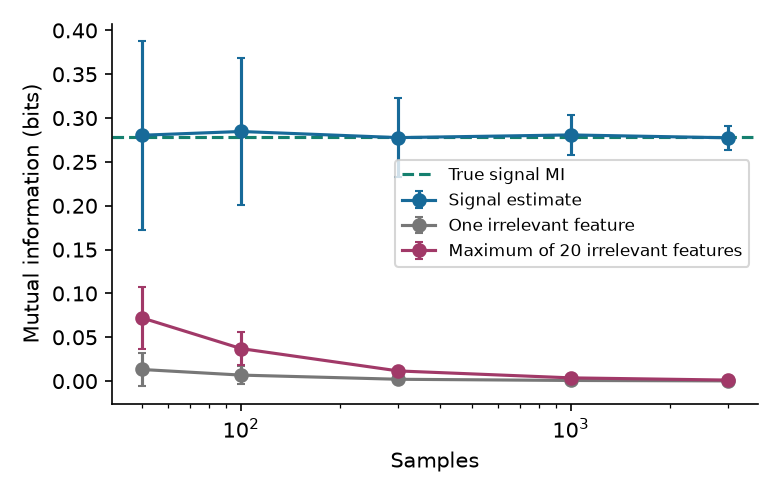 0.40
0.35
0.30
0.25
0.20
0.15
0.10
0.05
0.00
Mutual information (bits)
True signal MI
Signal estimate
One irrelevant feature
Maximum of 20 irrelevant features
10²
10³
Samples